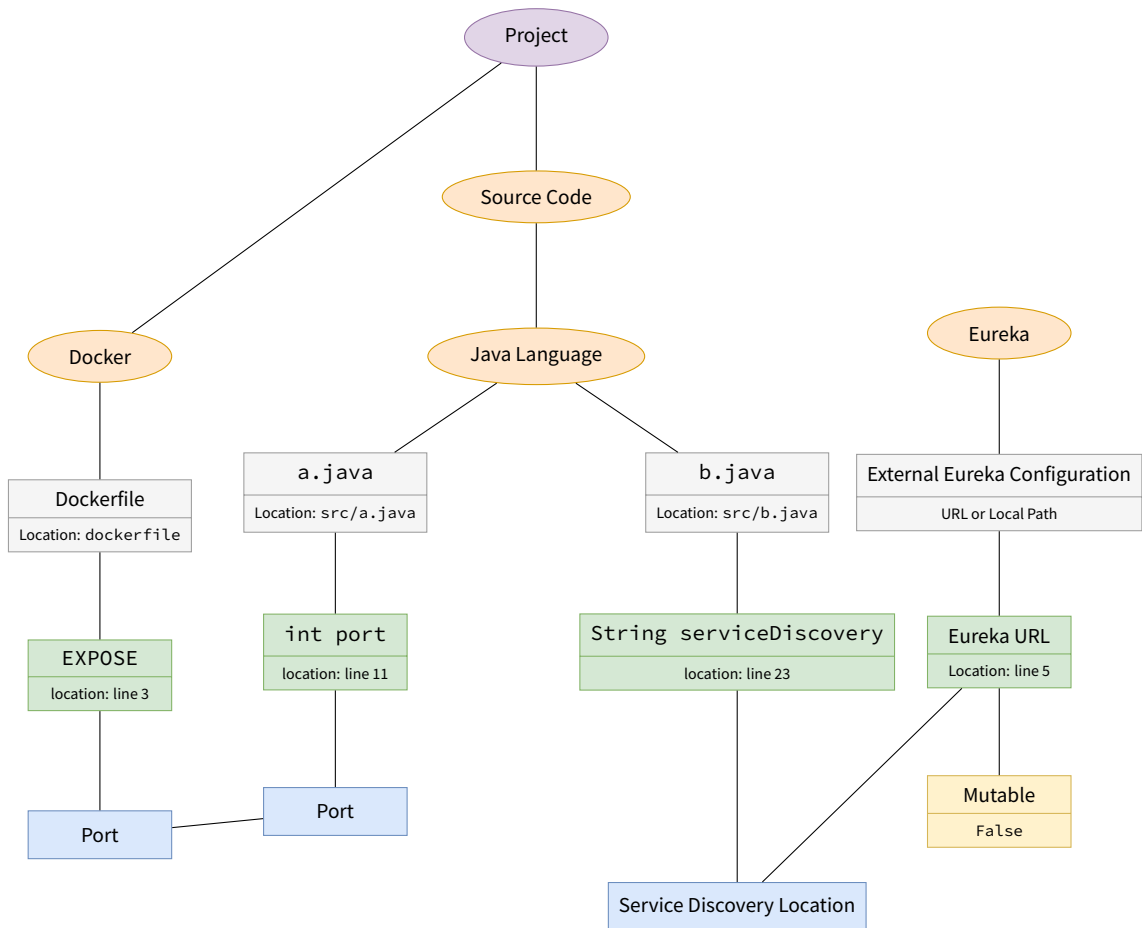 Project
Source Code
Docker
Java Language
Eureka
Dockerfile
Location: dockerfile
a.java
Location: src/a.java
b.java
Location: src/b.java
External Eureka Configuration
URL or Local Path
EXPOSE
location: line 3
int port
location: line 11
String serviceDiscovery
location: line 23
Eureka URL
Location: line 5
Port
Port
Mutable
False
Service Discovery Location